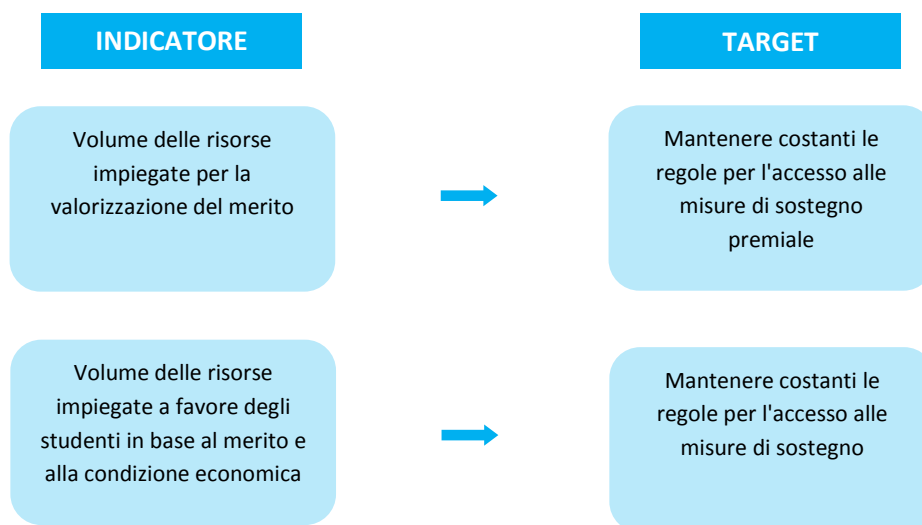 INDICATORE
TARGET
Volume delle risorse
impiegate per la
valorizzazione del merito
Mantenere costanti le
regole per l'accesso alle
misure di sostegno
premiale
Volume delle risorse
impiegate a favore degli
studenti in base al merito e
alla condizione economica
Mantenere costanti le
regole per l'accesso alle
misure di sostegno